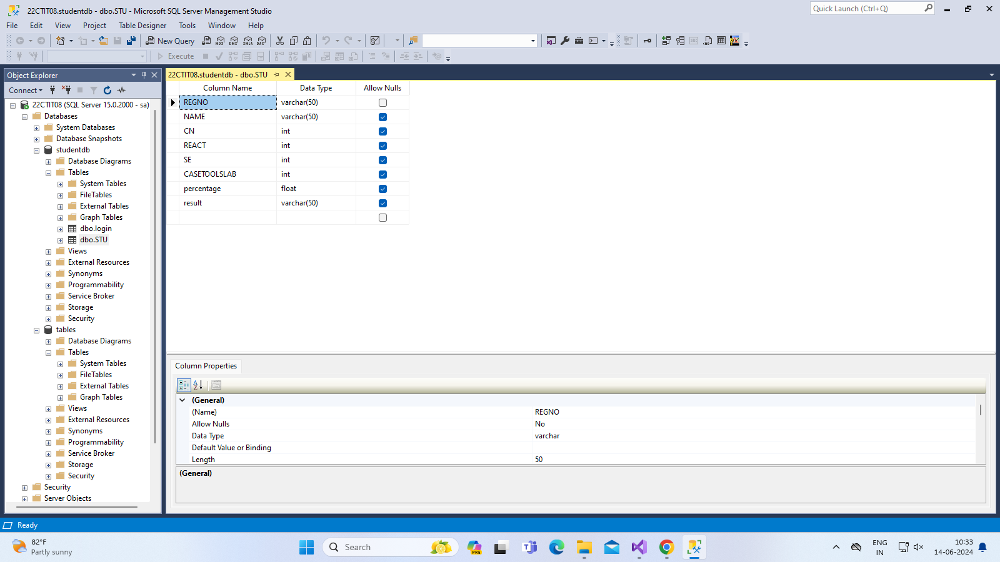 22CTIT08.studentdb - dbo.STU - Microsoft SQL Server Management Studio
Quick Launch (Ctrl+Q)
File Edit View Project Table Designer Tools Window Help
New Query
MDX DMX XMLA DAX
Execute
Object Explorer
22CTIT08.studentdb - dbo.STU
Connect
22CTIT08 (SQL Server 15.0.2000 - sa)
Databases
System Databases
Database Snapshots
studentdb
Database Diagrams
Tables
System Tables
FileTables
External Tables
Graph Tables
dbo.login
dbo.STU
Views
External Resources
Synonyms
Programmability
Service Broker
Storage
Security
tables
Database Diagrams
Tables
System Tables
FileTables
External Tables
Graph Tables
Views
External Resources
Synonyms
Programmability
Service Broker
Storage
Security
Security
Server Objects
Column Name Data Type Allow Nulls
REGNO varchar(50)
NAME varchar(50)
CN int
REACT int
SE int
CASETOOLSLAB int
percentage float
result varchar(50)
Column Properties
A
Z
(General)
(Name) REGNO
Allow Nulls No
Data Type varchar
Default Value or Binding
Length 50
(General)
Ready
82°F
Partly sunny
Search
PRE
ENG
IN
10:33
14-06-2024